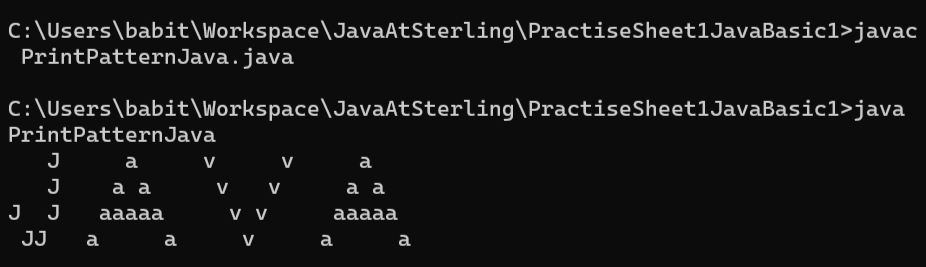 C:\Users\babit\Workspace\JavaAtSterling\PractiseSheet1JavaBasic1>javac
 PrintPatternJava.java
C:\Users\babit\Workspace\JavaAtSterling\PractiseSheet1JavaBasic1>java
PrintPatternJava
   J     a     v     v     a
   J    a a     v   v     a a
J  J   aaaaa     v v     aaaaa
 JJ   a     a     v     a     a